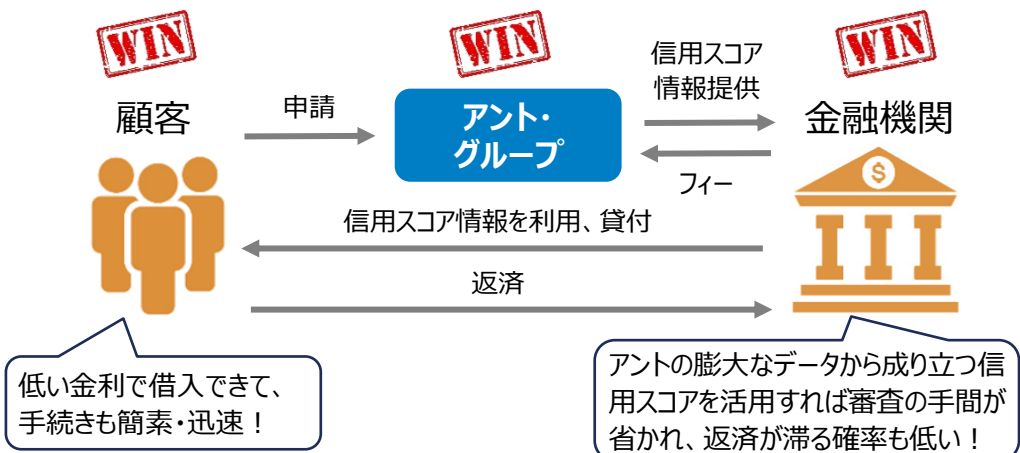 WIN
WIN
WIN
顧客
申請
アント・
グループ
信用スコア
情報提供
フィー
金融機関
$
信用スコア情報を利用、貸付
返済
低い金利で借入できて、
手続きも簡素・迅速！
アントの膨大なデータから成り立つ信
用スコアを活用すれば審査の手間が
省かれ、返済が滞る確率も低い！